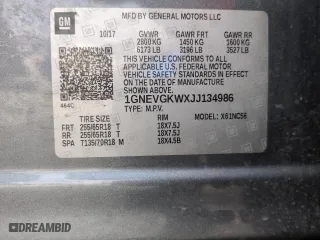 GM
MFD BY GENERAL MOTORS LLC
10/17 GVWR GAWR FRT GAWR RR
2800 KG 1450 KG 1600 KG
6173 LB 3196 LB 3527 LB
THIS VEHICLE CONFORMS TO ALL APPLICABLE
U.S. FEDERAL MOTOR
VEHICLE SAFETY STANDARDS IN EFFECT
ON THE DATE OF MANUFACTURE
SHOWN ABOVE.
1GNEVGKWXJJ134986
TYPE: M.P.V. MODEL: X61NC56
TIRE SIZE RIM
FRT 255/65R18 T 18X7.5J
RR 255/65R18 T 18X7.5J
SPA T135/70R18 M 18X4.5B
AUTOBIDCAR